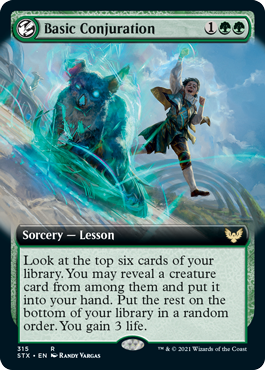 Basic Conjuration 1
Sorcery — Lesson
Look at the top six cards of your
library. You may reveal a creature
card from among them and put it
into your hand. Put the rest on the
bottom of your library in a random
order. You gain 3 life.
315 R
STX • EN RANDY VARGAS
™ & © 2021 Wizards of the Coast